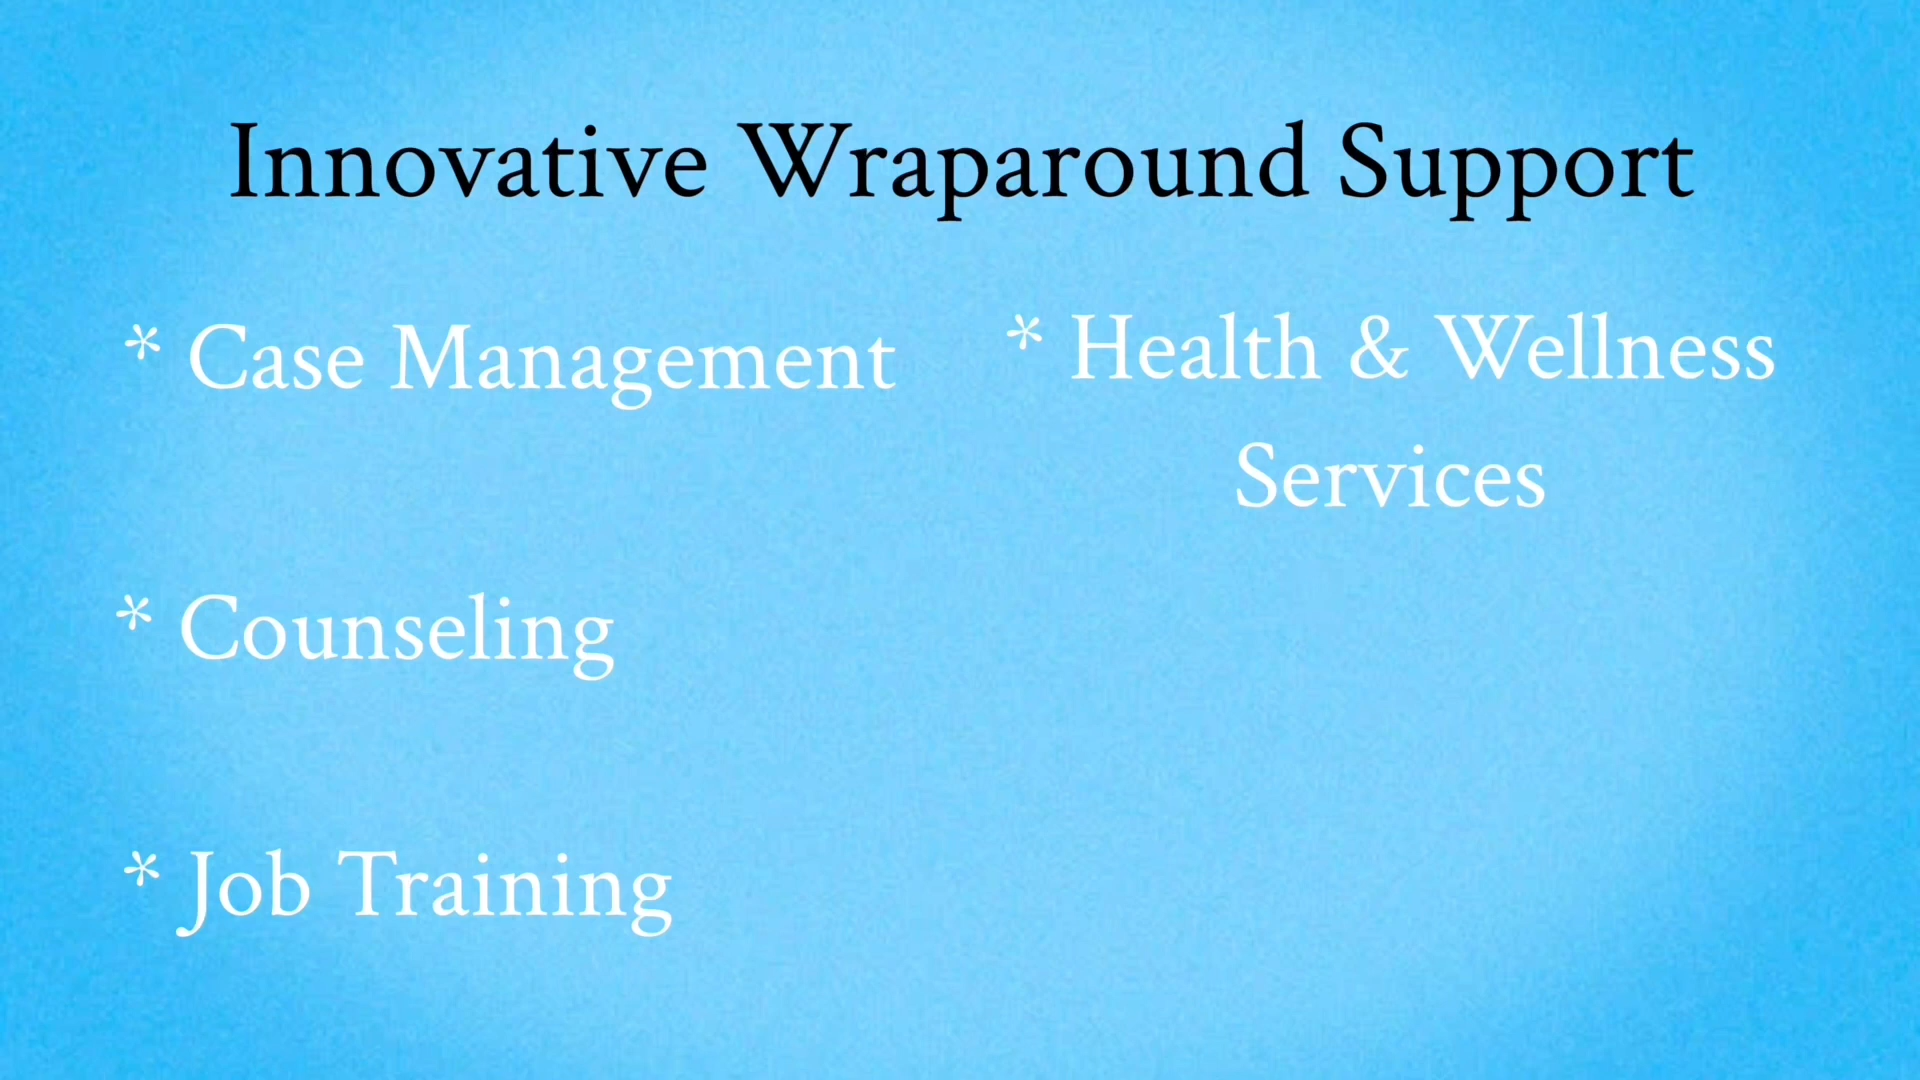 Innovative Wraparound Support
* Case Management
* Counseling
* Job Training
* Health & Wellness
Services